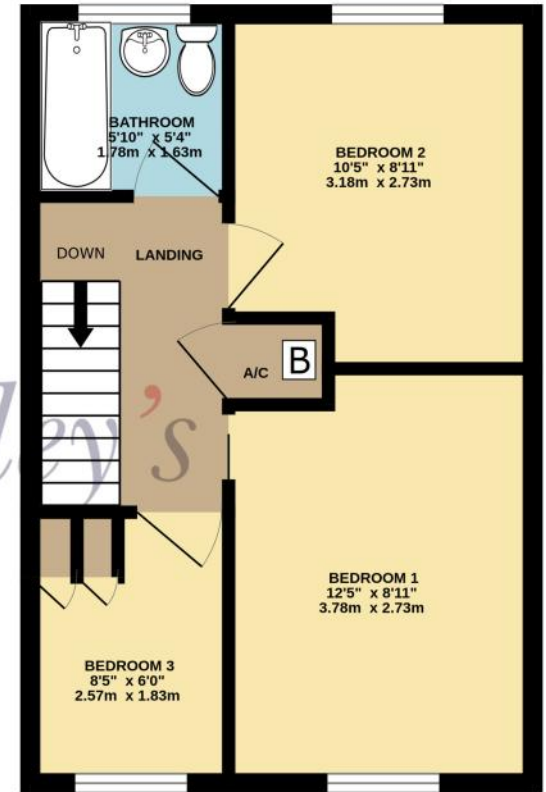 BATHROOM
5'10" x 5'4"
1.78m x 1.63m
BEDROOM 2
10'5" x 8'11"
3.18m x 2.73m
DOWN
LANDING
A/C
B
ley's
BEDROOM 1
12'5" x 8'11"
3.78m x 2.73m
BEDROOM 3
8'5" x 6'0"
2.57m x 1.83m